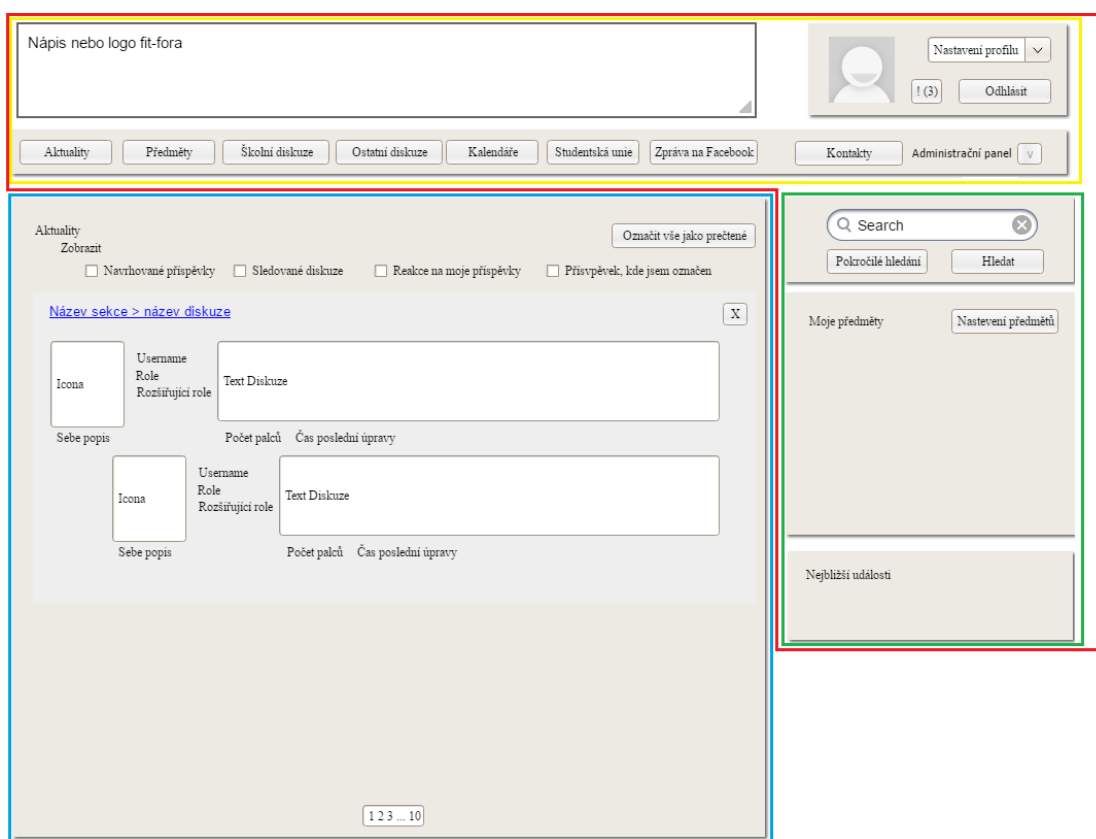 Nápis nebo logo fit-fora
Nastavení profilu
! (3)
Odhlásit
Aktuality
Předměty
Školní diskuze
Ostatní diskuze
Kalendáře
Studentská unie
Zpráva na Facebook
Kontakty
Administrační panel
v
Aktuality
Označit vše jako prečtené
Zobrazit
Navrhované příspěvky
Sledované diskuze
Reakce na moje příspěvky
Přísvpěvek, kde jsem označen
Název sekce > název diskuze
X
Icona
Username
Role
Rozšiřující role
Text Diskuze
Sebe popis
Počet palců
Čas poslední úpravy
Icona
Username
Role
Rozšiřující role
Text Diskuze
Sebe popis
Počet palců
Čas poslední úpravy
1 2 3 ... 10
Search
Pokročilé hledání
Hledat
Moje předměty
Nastevení předmětů
Nejbližší události